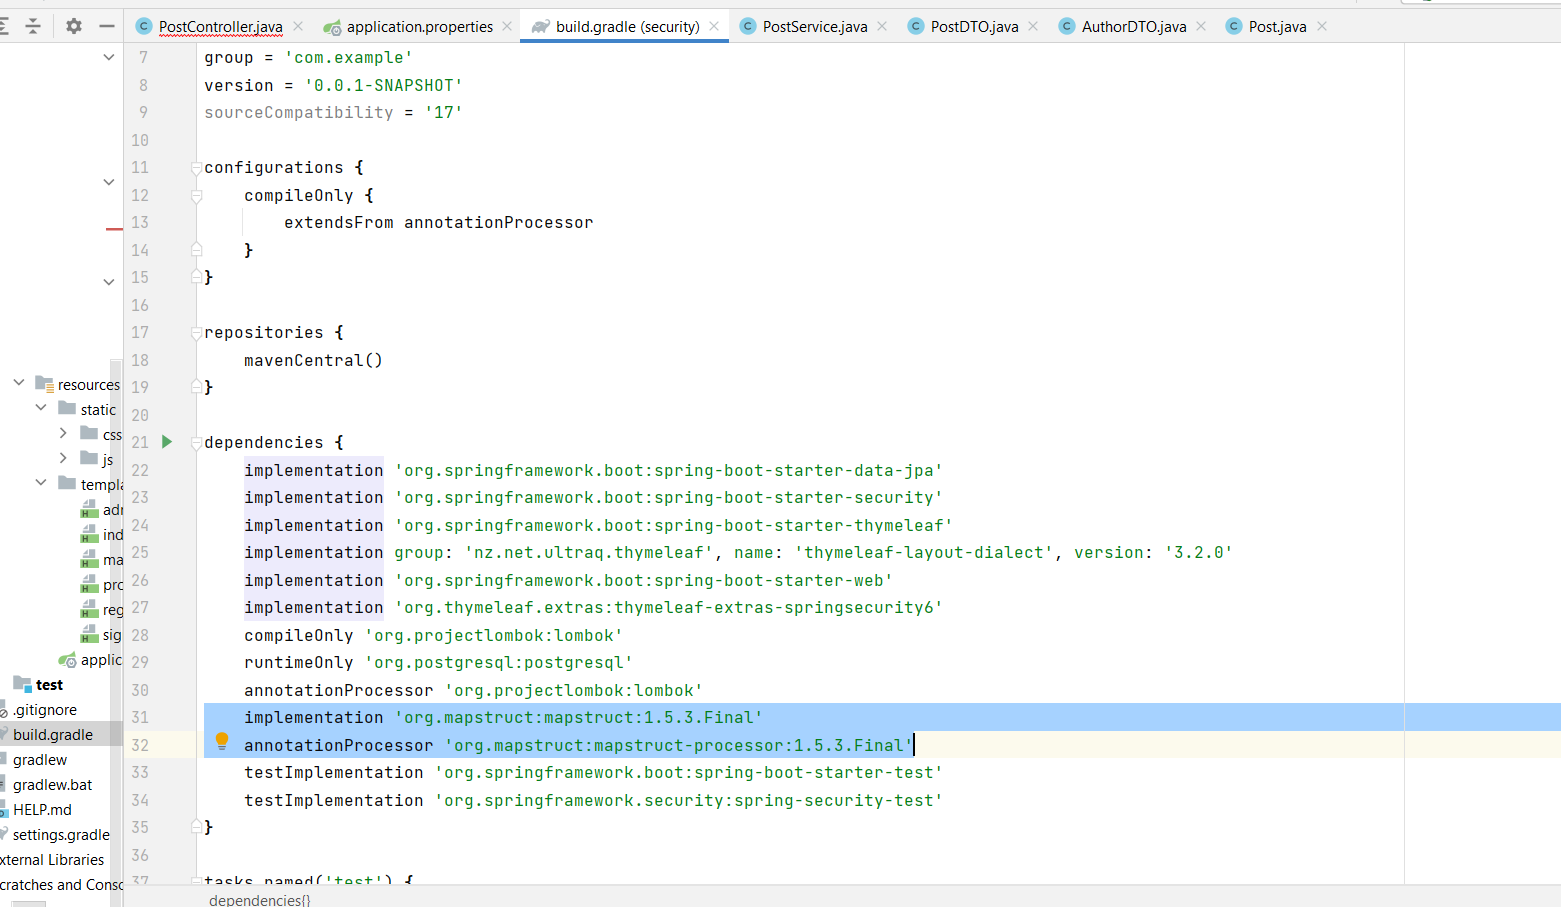 PostController.java application.properties build.gradle (security) PostService.java PostDTO.java AuthorDTO.java Post.java
7 group = 'com.example'
8 version = '0.0.1-SNAPSHOT'
9 sourceCompatibility = '17'
10
11 configurations {
12 compileOnly {
13 extendsFrom annotationProcessor
14 }
15 }
16
17 repositories {
18 mavenCentral()
19 }
20
21 dependencies {
22 implementation 'org.springframework.boot:spring-boot-starter-data-jpa'
23 implementation 'org.springframework.boot:spring-boot-starter-security'
24 implementation 'org.springframework.boot:spring-boot-starter-thymeleaf'
25 implementation group: 'nz.net.ultraq.thymeleaf', name: 'thymeleaf-layout-dialect', version: '3.2.0'
26 implementation 'org.springframework.boot:spring-boot-starter-web'
27 implementation 'org.thymeleaf.extras:thymeleaf-extras-springsecurity6'
28 compileOnly 'org.projectlombok:lombok'
29 runtimeOnly 'org.postgresql:postgresql'
30 annotationProcessor 'org.projectlombok:lombok'
31 implementation 'org.mapstruct:mapstruct:1.5.3.Final'
32 annotationProcessor 'org.mapstruct:mapstruct-processor:1.5.3.Final'
33 testImplementation 'org.springframework.boot:spring-boot-starter-test'
34 testImplementation 'org.springframework.security:spring-security-test'
35 }
36
37 tasks.named('test') {
dependencies{}
resources
static
css
js
templa
adr
ind
ma
pro
reg
sig
applic
test
.gitignore
build.gradle
gradlew
gradlew.bat
HELP.md
settings.gradle
xternal Libraries
cratches and Consc